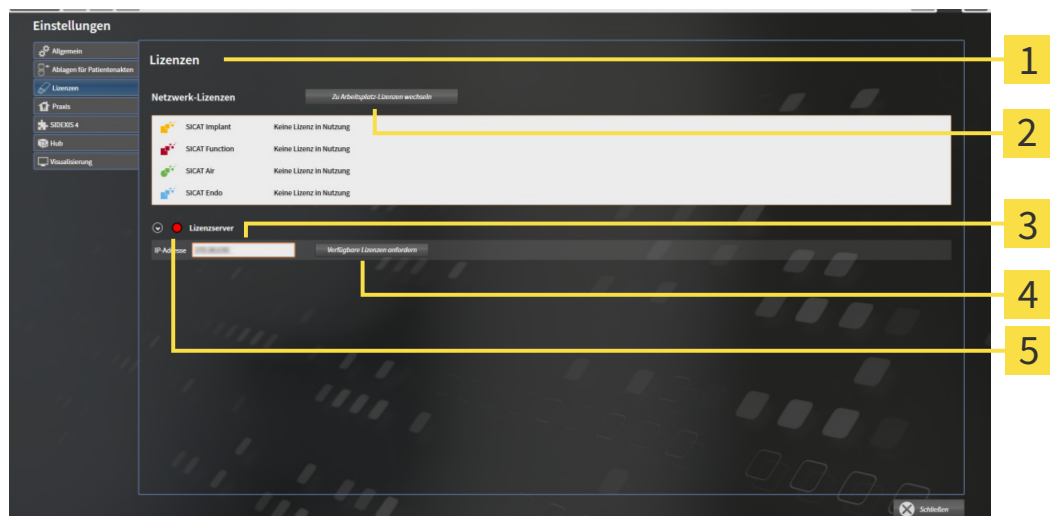 Einstellungen
Allgemein
Ablagen für Patientenakten
Lizenzen
Praxis
SIDEXIS 4
Hub
Visualisierung
Lizenzen
1
Netzwerk-Lizenzen
Zu Arbeitsplatz-Lizenzen wechseln
2
SICAT Implant Keine Lizenz in Nutzung
SICAT Function Keine Lizenz in Nutzung
SICAT Air Keine Lizenz in Nutzung
SICAT Endo Keine Lizenz in Nutzung
Lizenzserver
3
IP-Adresse
Verfügbare Lizenzen anfordern
4
5
Schließen